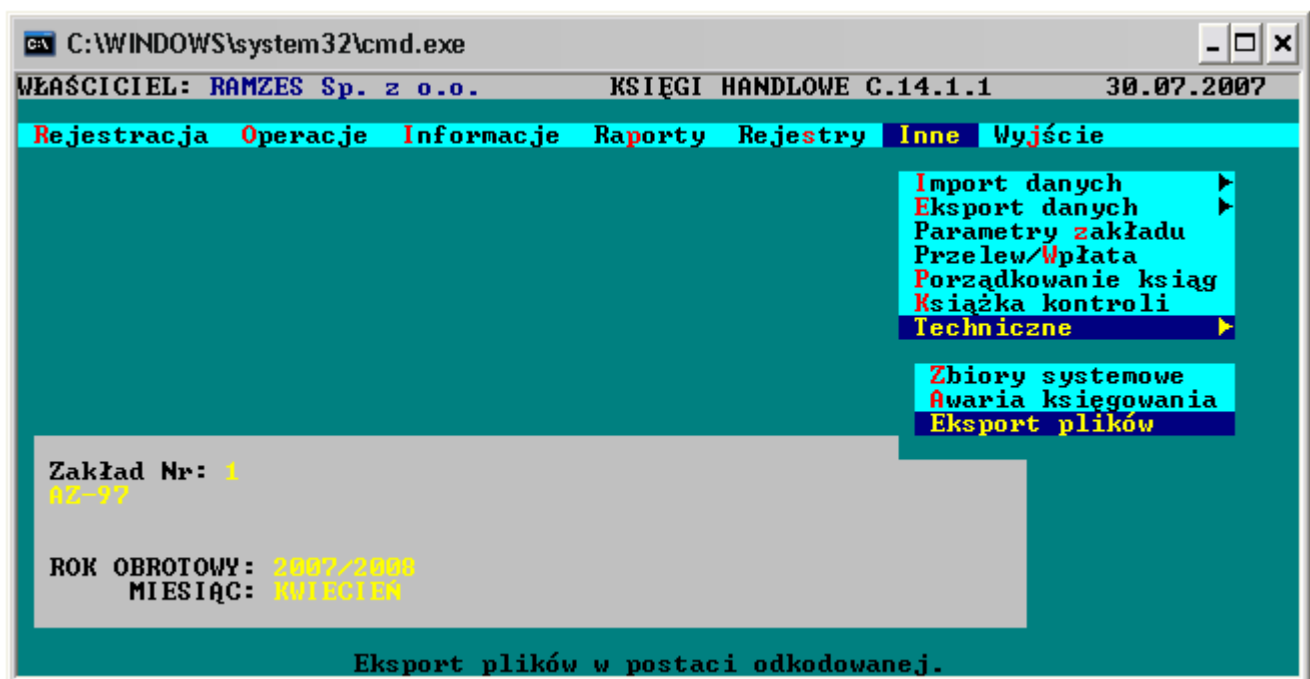 C:\WINDOWS\system32\cmd.exe
WŁAŚCICIEL: RAMZES Sp. z o.o. KSIĘGI HANDLOWE C.14.1.1 30.07.2007
Rejestracja Operacje Informacje Raporty Rejestry Inne Wyjście
Import danych
Eksport danych
Parametry zakładu
Przelew/Wpłata
Porządkowanie ksiąg
Książka kontroli
Techniczne
Zbiory systemowe
Awaria księgowania
Eksport plików
Zakład Nr: 1
AZ-97
ROK OBROTOWY: 2007/2008
MIESIĄC: KWIECIEŃ
Eksport plików w postaci odkodowanej.